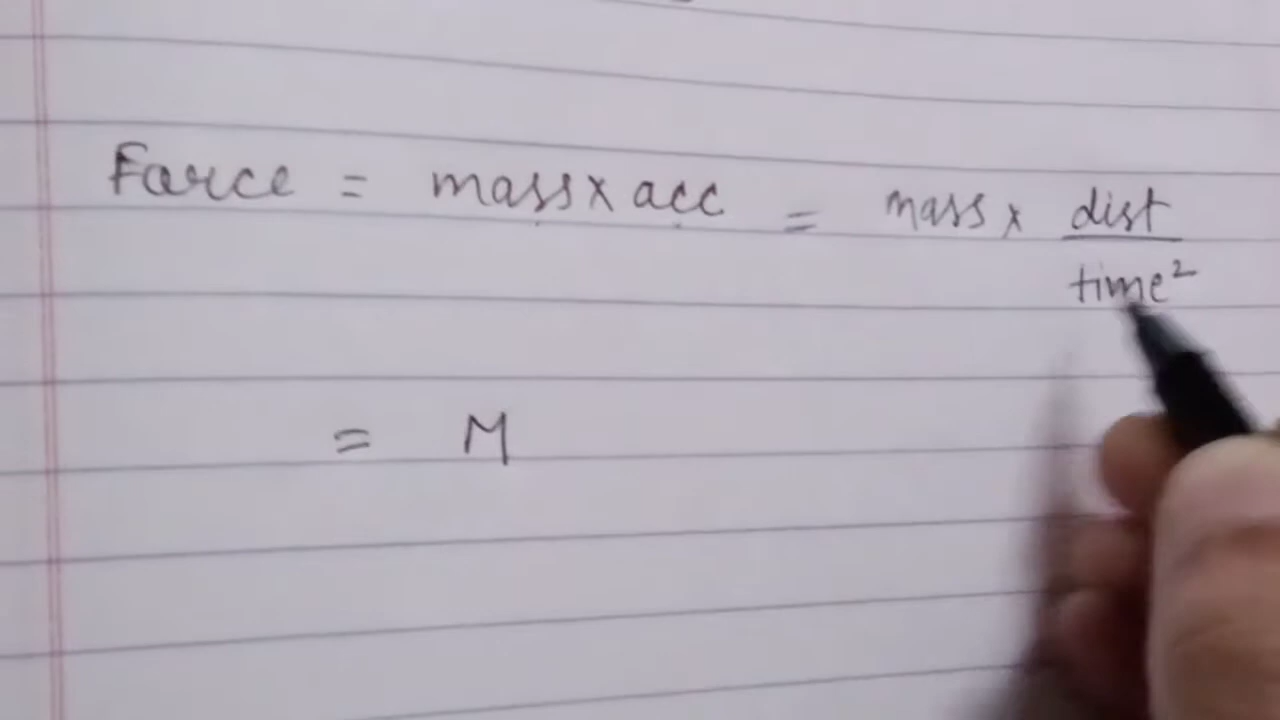 Force = mass x acc = mass x dist / time²
= M